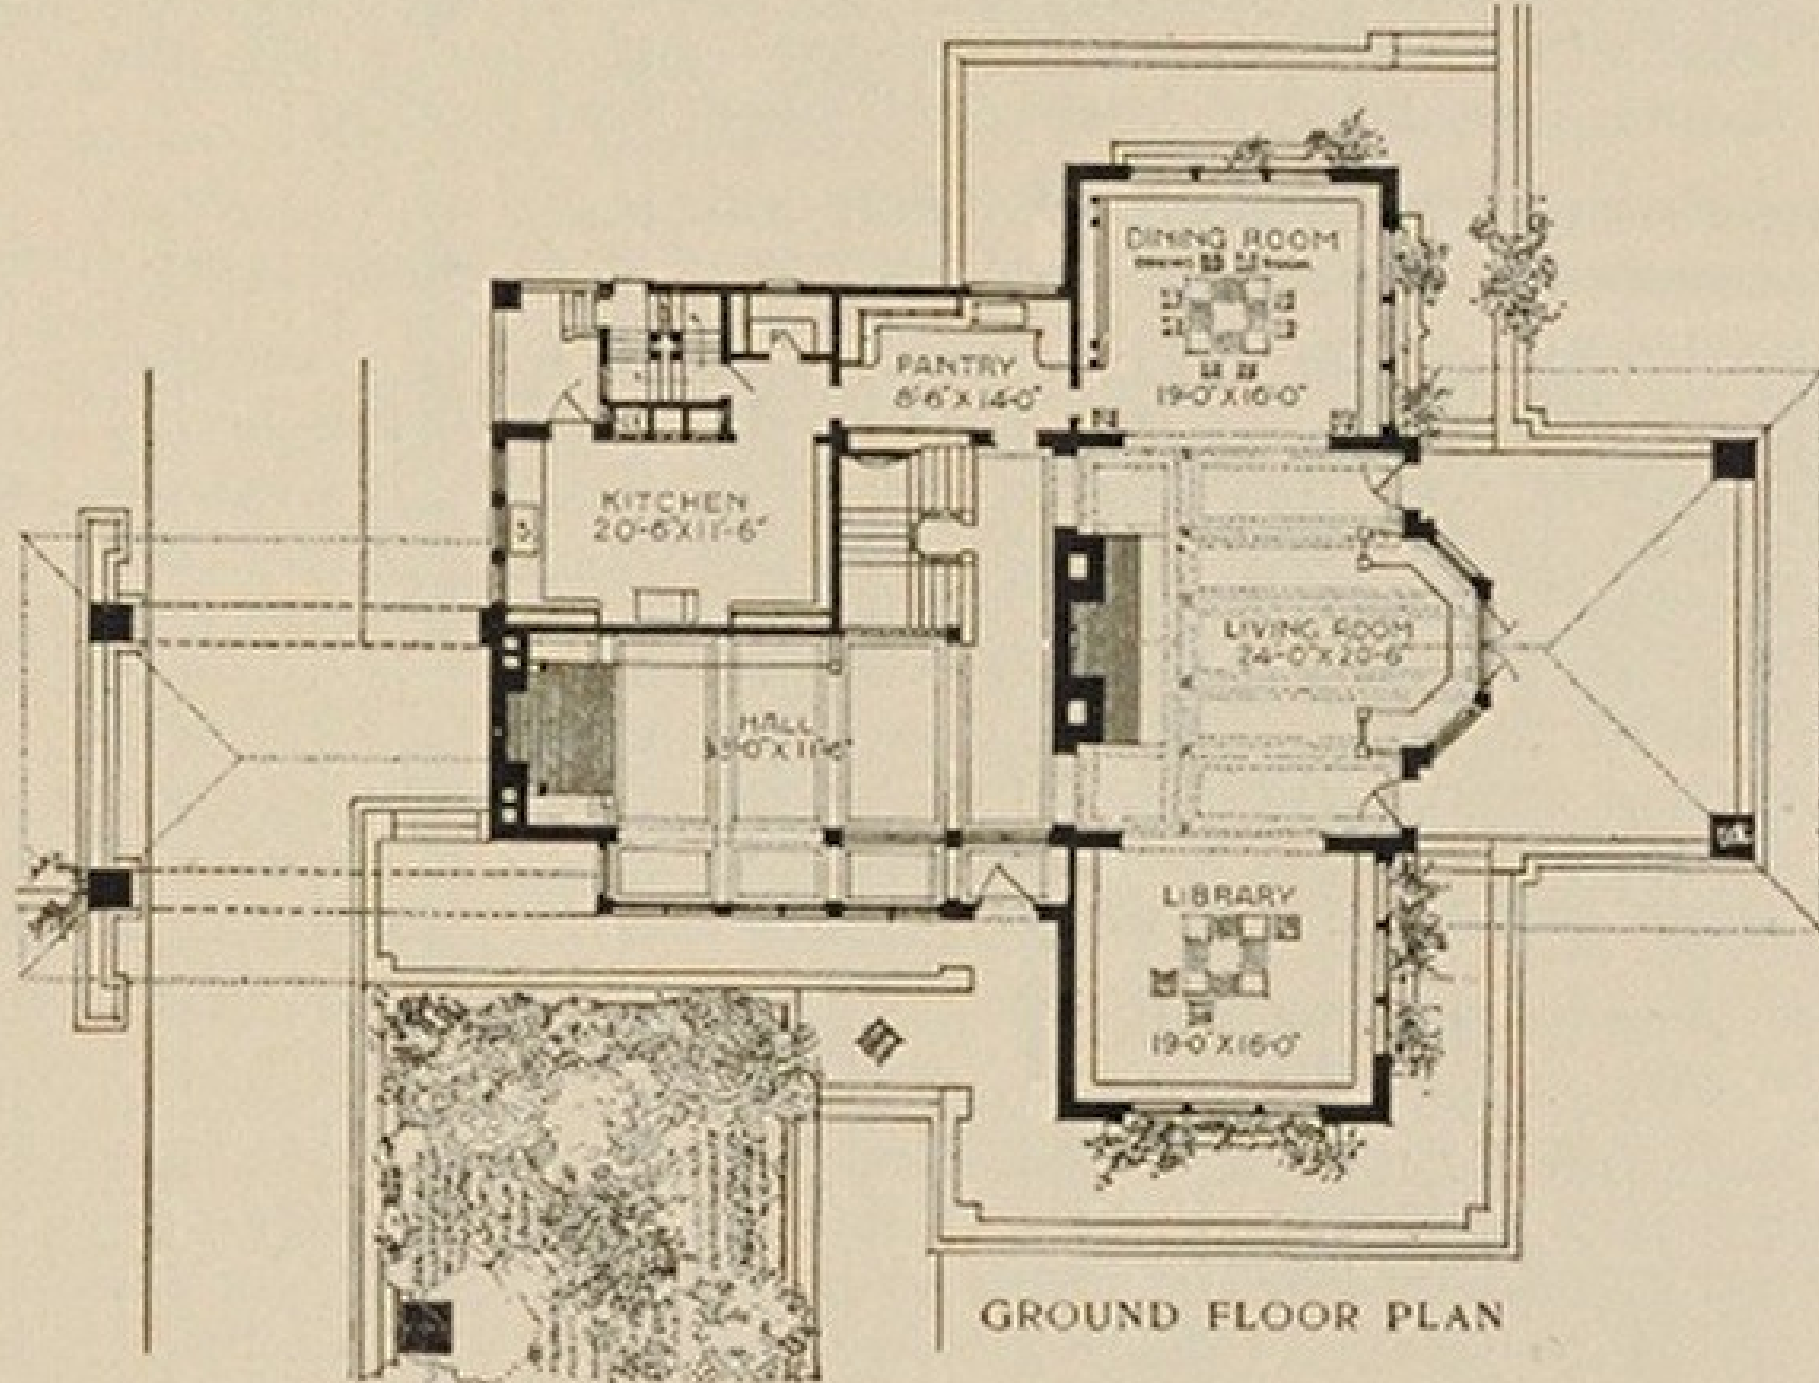 DINING ROOM
19'-0" X 16'-0"
PANTRY
8'-6" X 14'-0"
KITCHEN
20'-6" X 11'-6"
LIVING ROOM
24'-0" X 20'-6"
HALL
LIBRARY
19'-0" X 16'-0"
GROUND FLOOR PLAN